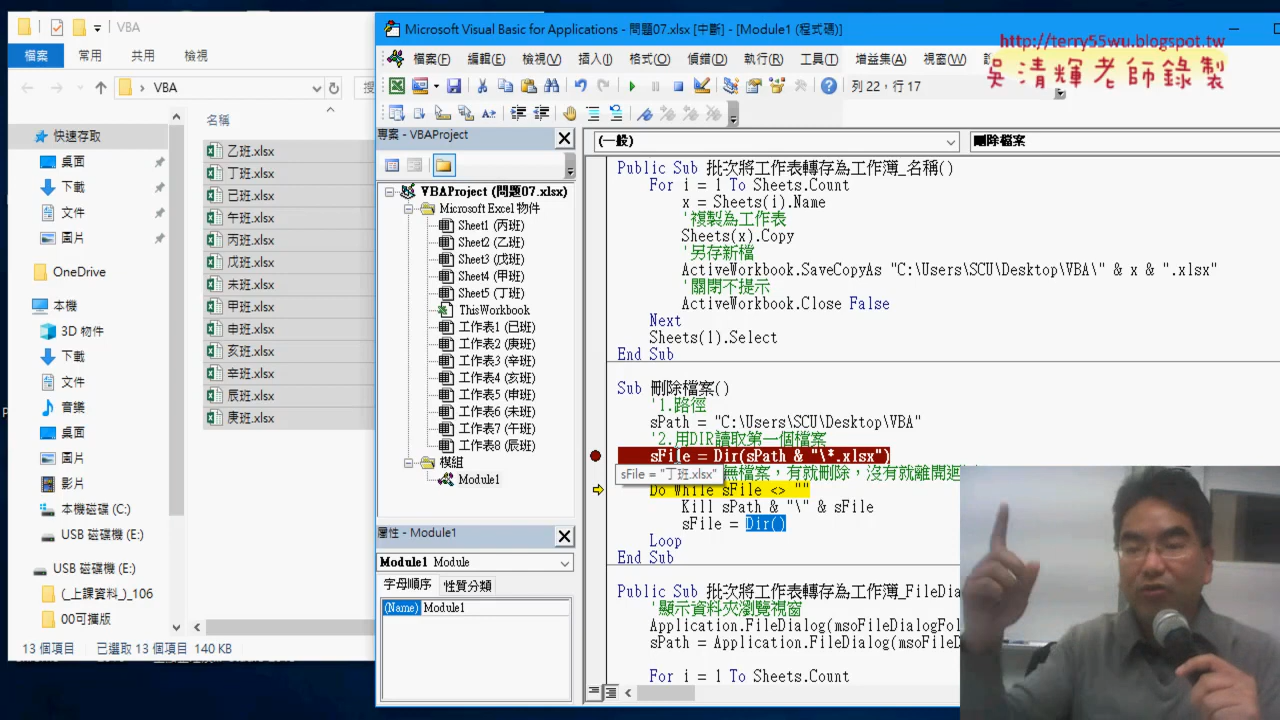 VBA
檔案 常用 共用 檢視
VBA
搜
名稱
快速存取
桌面
下載
文件
圖片
OneDrive
本機
3D 物件
下載
文件
音樂
桌面
圖片
影片
本機磁碟 (C:)
USB 磁碟機 (E:)
USB 磁碟機 (E:)
(_上課資料_)_106
00可攜版
乙班.xlsx
丁班.xlsx
已班.xlsx
午班.xlsx
丙班.xlsx
戊班.xlsx
未班.xlsx
甲班.xlsx
申班.xlsx
亥班.xlsx
辛班.xlsx
辰班.xlsx
庚班.xlsx
13 個項目 已選取 13 個項目 140 KB
Microsoft Visual Basic for Applications - 問題07.xlsx [中斷] - [Module1 (程式碼)]
http://terry55wu.blogspot.tw
吳清輝老師錄製
檔案(F) 編輯(E) 檢視(V) 插入(I) 格式(O) 偵錯(D) 執行(R) 工具(T) 增益集(A) 視窗(W)
列 22，行 17
專案 - VBAProject
VBAProject (問題07.xlsx)
Microsoft Excel 物件
Sheet1 (丙班)
Sheet2 (乙班)
Sheet3 (戊班)
Sheet4 (甲班)
Sheet5 (丁班)
ThisWorkbook
工作表1 (已班)
工作表2 (庚班)
工作表3 (辛班)
工作表4 (亥班)
工作表5 (申班)
工作表6 (未班)
工作表7 (午班)
工作表8 (辰班)
模組
Module1
屬性 - Module1
Module1 Module
字母順序 性質分類
(Name) Module1
(一般) 刪除檔案
Public Sub 批次將工作表轉存為工作簿_名稱()
For i = 1 To Sheets.Count
x = Sheets(i).Name
'複製為工作表
Sheets(x).Copy
'另存新檔
ActiveWorkbook.SaveCopyAs "C:\Users\SCU\Desktop\VBA\" & x & ".xlsx"
'關閉不提示
ActiveWorkbook.Close False
Next
Sheets(1).Select
End Sub
Sub 刪除檔案()
'1.路徑
sPath = "C:\Users\SCU\Desktop\VBA"
'2.用DIR讀取第一個檔案
sFile = Dir(sPath & "\*.xlsx")
sFile = "丁班.xlsx"
無檔案，有就刪除，沒有就離開迴
Do While sFile <> ""
Kill sPath & "\" & sFile
sFile = Dir()
Loop
End Sub
Public Sub 批次將工作表轉存為工作簿_FileDia
'顯示資料夾瀏覽視窗
Application.FileDialog(msoFileDialogFol
sPath = Application.FileDialog(msoFileD
For i = 1 To Sheets.Count